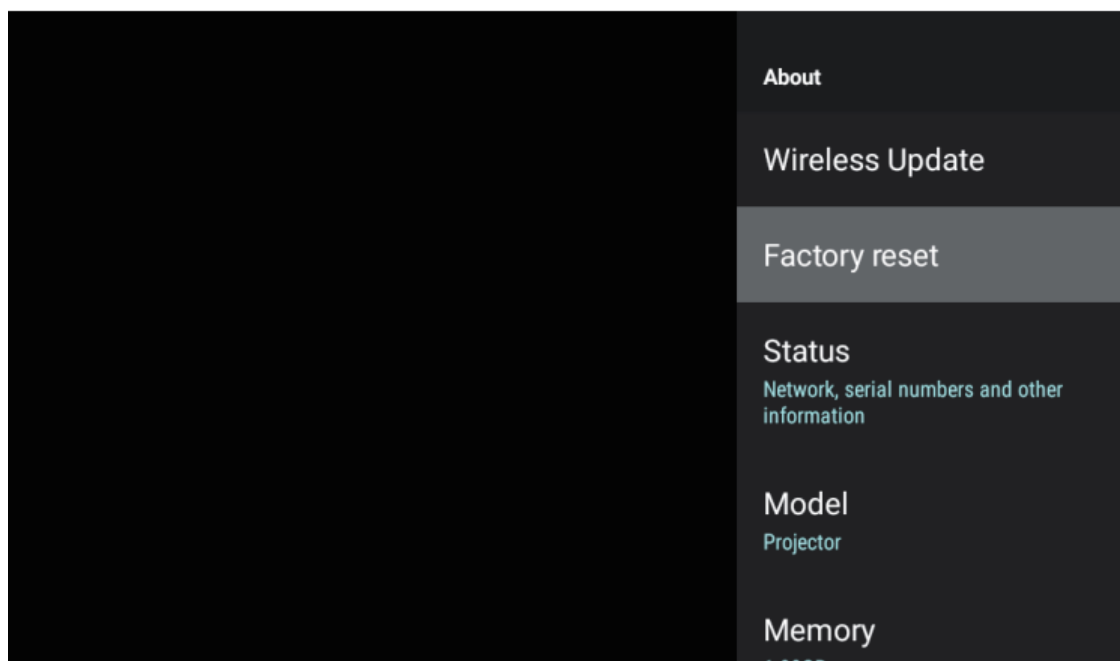 About
Wireless Update
Factory reset
Status
Network, serial numbers and other
information
Model
Projector
Memory